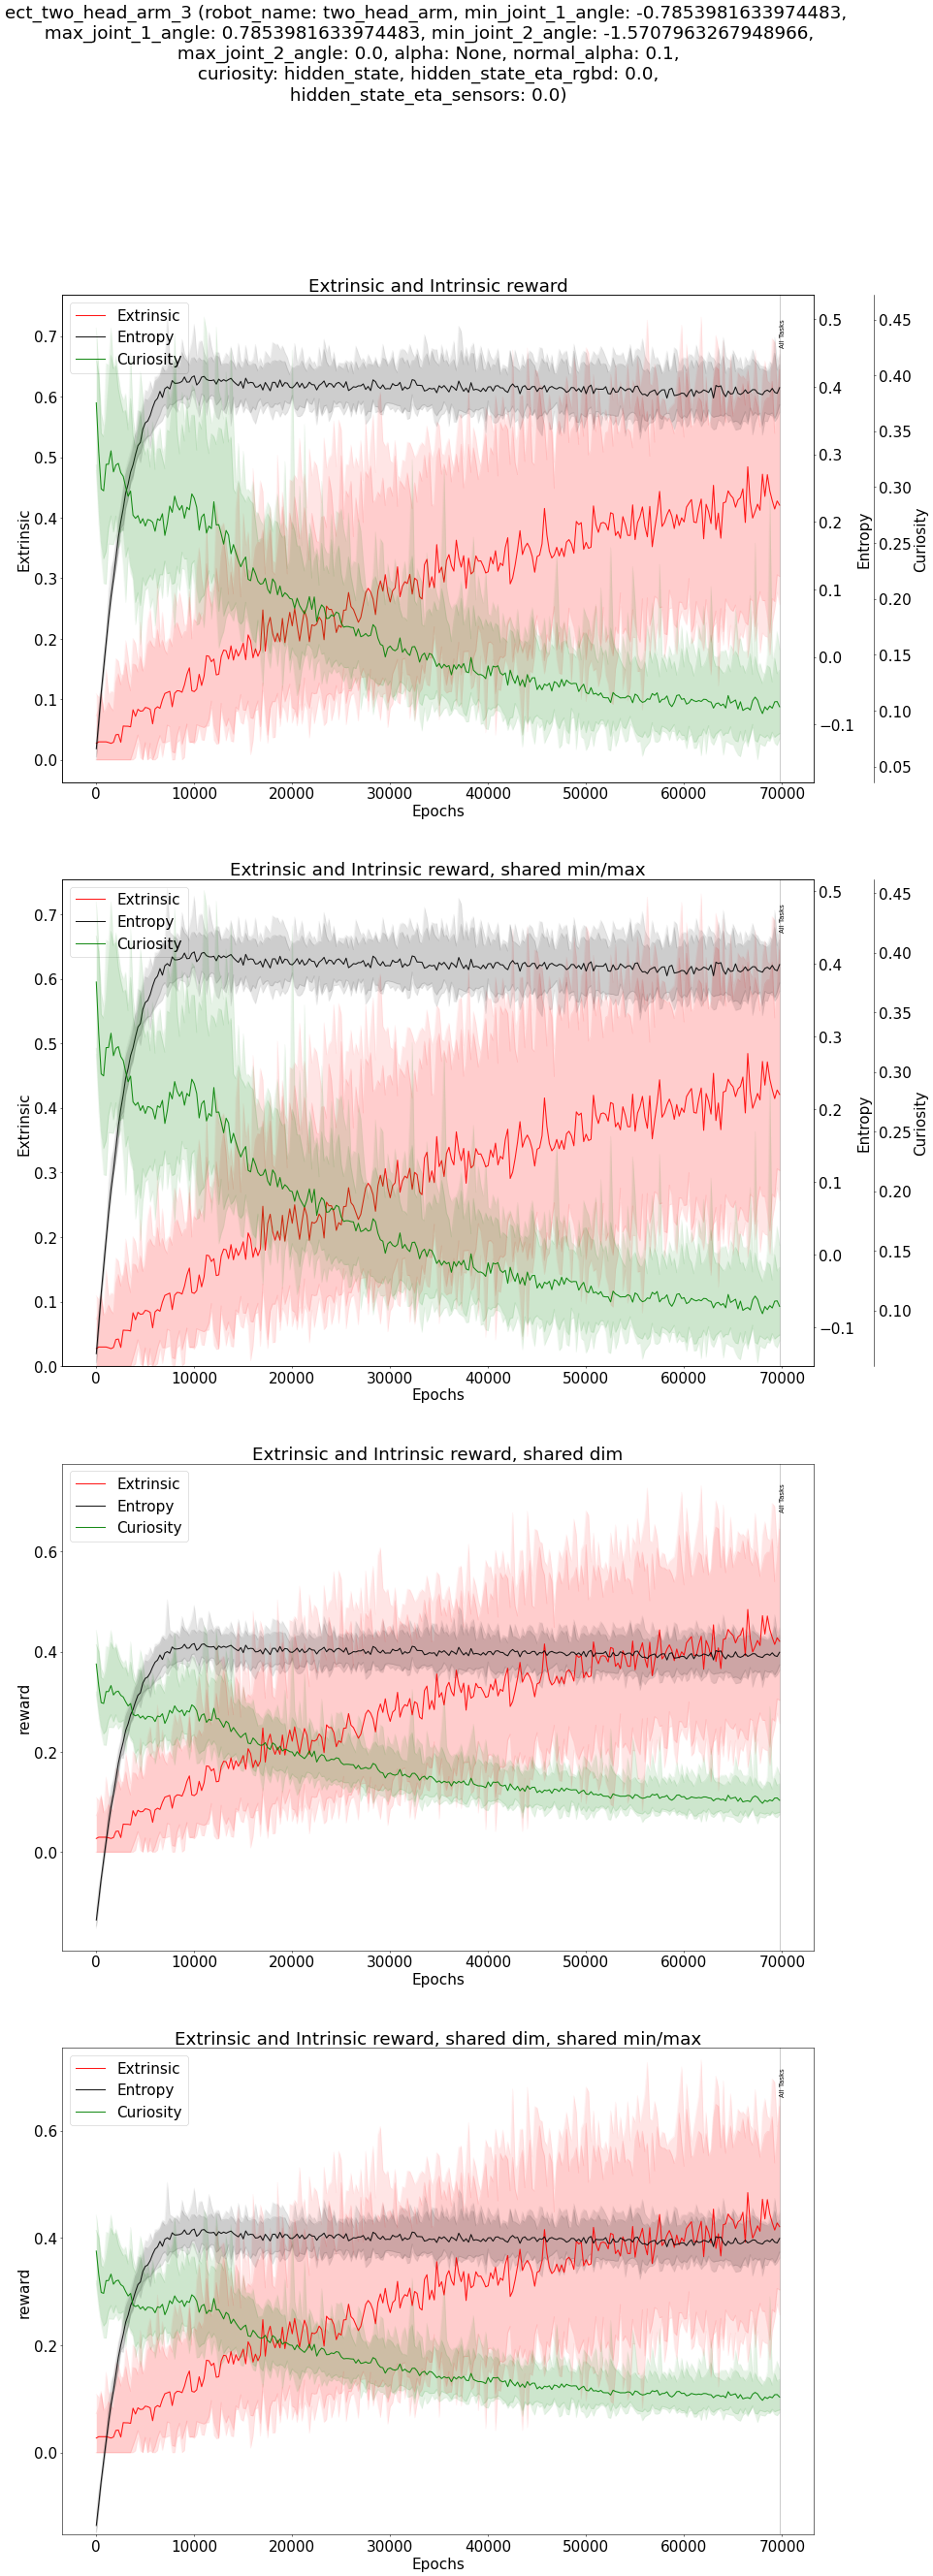 ect_two_head_arm_3 (robot_name: two_head_arm, min_joint_1_angle: -0.7853981633974483,
max_joint_1_angle: 0.7853981633974483, min_joint_2_angle: -1.5707963267948966,
max_joint_2_angle: 0.0, alpha: None, normal_alpha: 0.1,
curiosity: hidden_state, hidden_state_eta_rgbd: 0.0,
hidden_state_eta_sensors: 0.0)
Extrinsic and Intrinsic reward
Extrinsic
Entropy
Curiosity
All Tasks
0.7
0.6
0.5
0.4
0.3
0.2
0.1
0.0
Extrinsic
0.5
0.4
0.3
0.2
0.1
0.0
−0.1
Entropy
0.45
0.40
0.35
0.30
0.25
0.20
0.15
0.10
0.05
Curiosity
0 10000 20000 30000 40000 50000 60000 70000
Epochs
Extrinsic and Intrinsic reward, shared min/max
Extrinsic
Entropy
Curiosity
All Tasks
0.7
0.6
0.5
0.4
0.3
0.2
0.1
0.0
Extrinsic
0.5
0.4
0.3
0.2
0.1
0.0
−0.1
Entropy
0.45
0.40
0.35
0.30
0.25
0.20
0.15
0.10
Curiosity
0 10000 20000 30000 40000 50000 60000 70000
Epochs
Extrinsic and Intrinsic reward, shared dim
Extrinsic
Entropy
Curiosity
All Tasks
0.6
0.4
0.2
0.0
reward
0 10000 20000 30000 40000 50000 60000 70000
Epochs
Extrinsic and Intrinsic reward, shared dim, shared min/max
Extrinsic
Entropy
Curiosity
All Tasks
0.6
0.4
0.2
0.0
reward
0 10000 20000 30000 40000 50000 60000 70000
Epochs